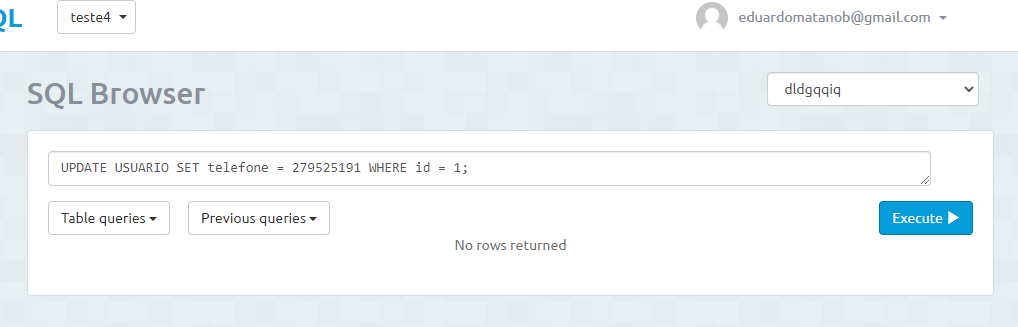 QL
teste4
eduardomatanob@gmail.com
SQL Browser
dldgqqiq
UPDATE USUARIO SET telefone = 279525191 WHERE id = 1;
Table queries
Previous queries
Execute
No rows returned